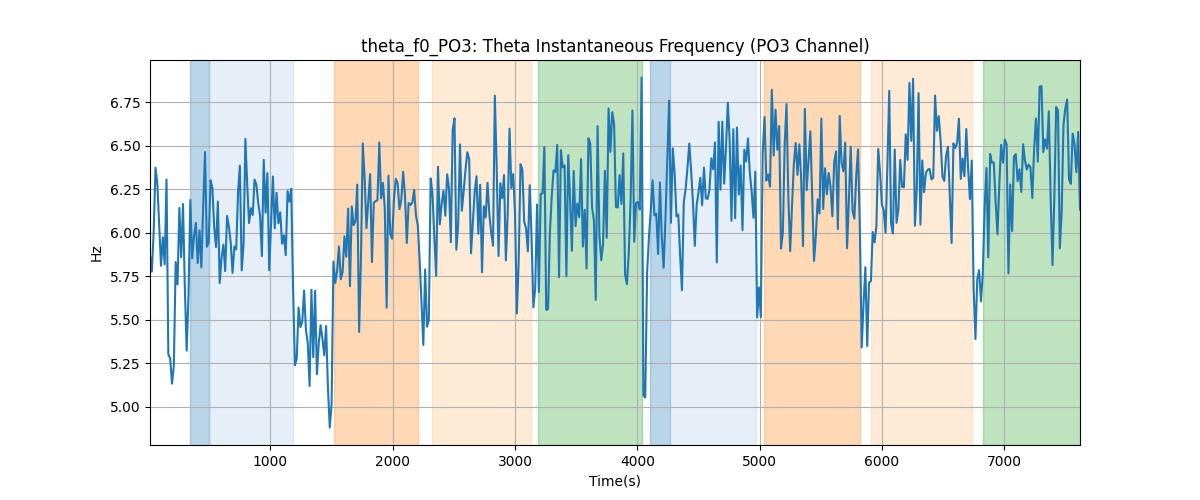 theta_f0_PO3: Theta Instantaneous Frequency (PO3 Channel)
6.75
6.50
6.25
6.00
5.75
5.50
5.25
5.00
Hz
1000 2000 3000 4000 5000 6000 7000
Time(s)